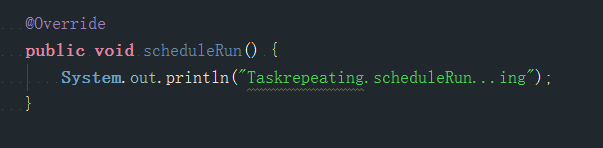 @Override
public void scheduleRun() {
System.out.println("Taskrepeating.scheduleRun...ing");
}